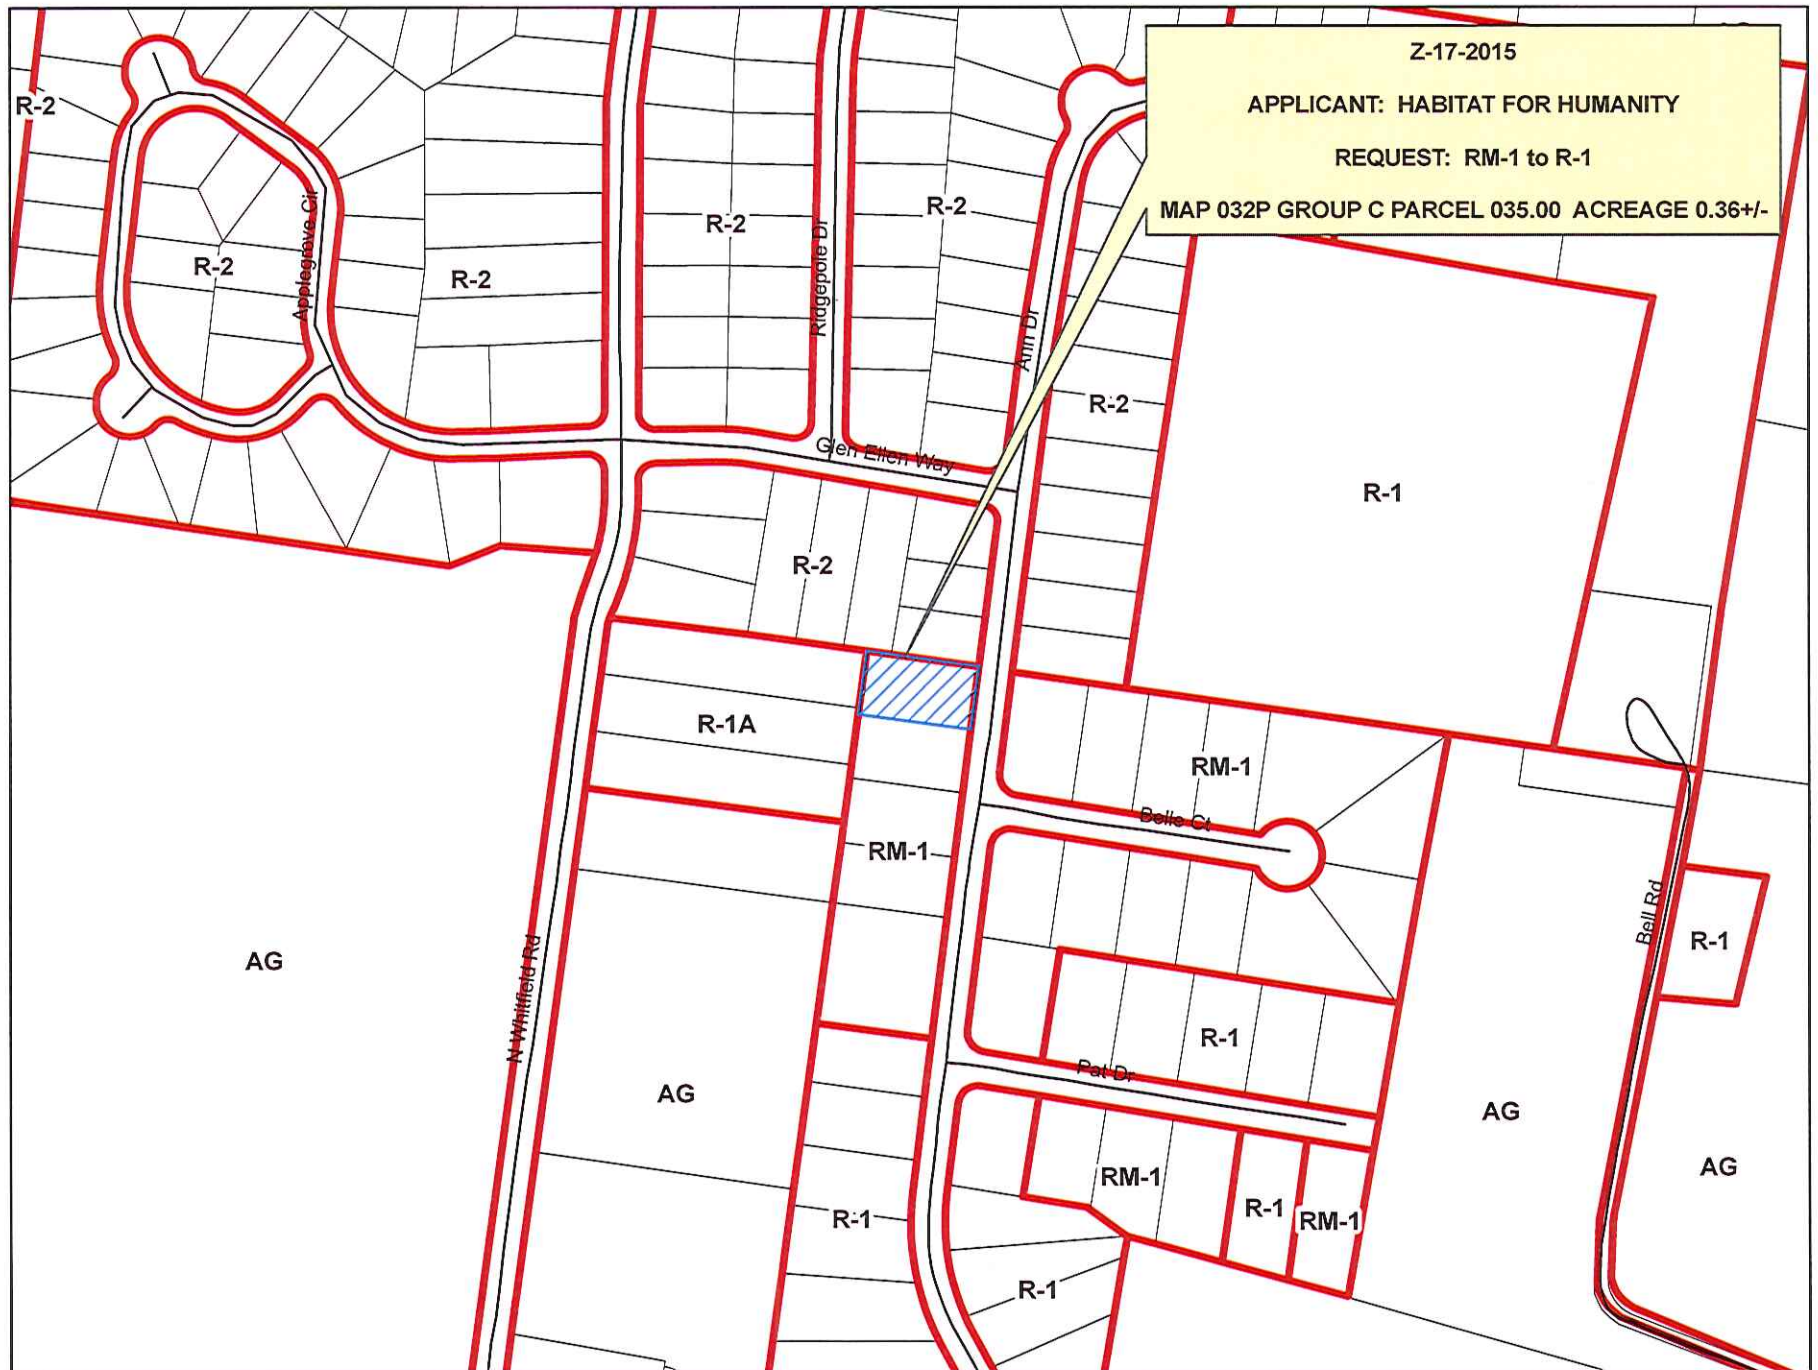 Z-17-2015
APPLICANT: HABITAT FOR HUMANITY
REQUEST: RM-1 to R-1
MAP 032P GROUP C PARCEL 035.00 ACREAGE 0.36+/-
R-2
R-2
Applegrove Cir
R-2
R-2
Ridgepole Dr
R-2
Ann Dr
R-2
Glen Ellen Way
R-1
R-2
R-1A
RM-1
Belle Ct
RM-1
AG
N Whitfield Rd
Bell Rd
R-1
R-1
Pat Dr
AG
AG
AG
RM-1
R-1
RM-1
R-1
R-1